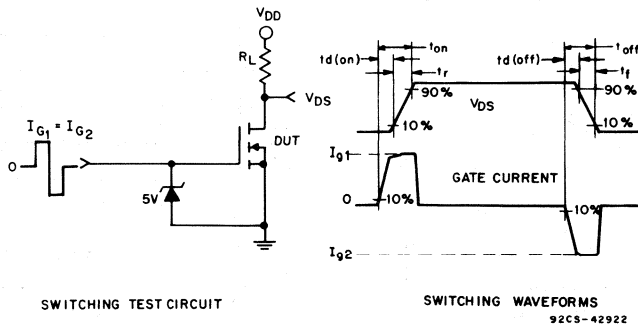 VDD
RL
VDS
IG1 = IG2
0
DUT
5V
SWITCHING TEST CIRCUIT
ton
toff
td(on)
td(off)
tr
tf
90%
VDS
90%
10%
10%
Ig1
GATE CURRENT
0
10%
10%
Ig2
SWITCHING WAVEFORMS
92CS-42922